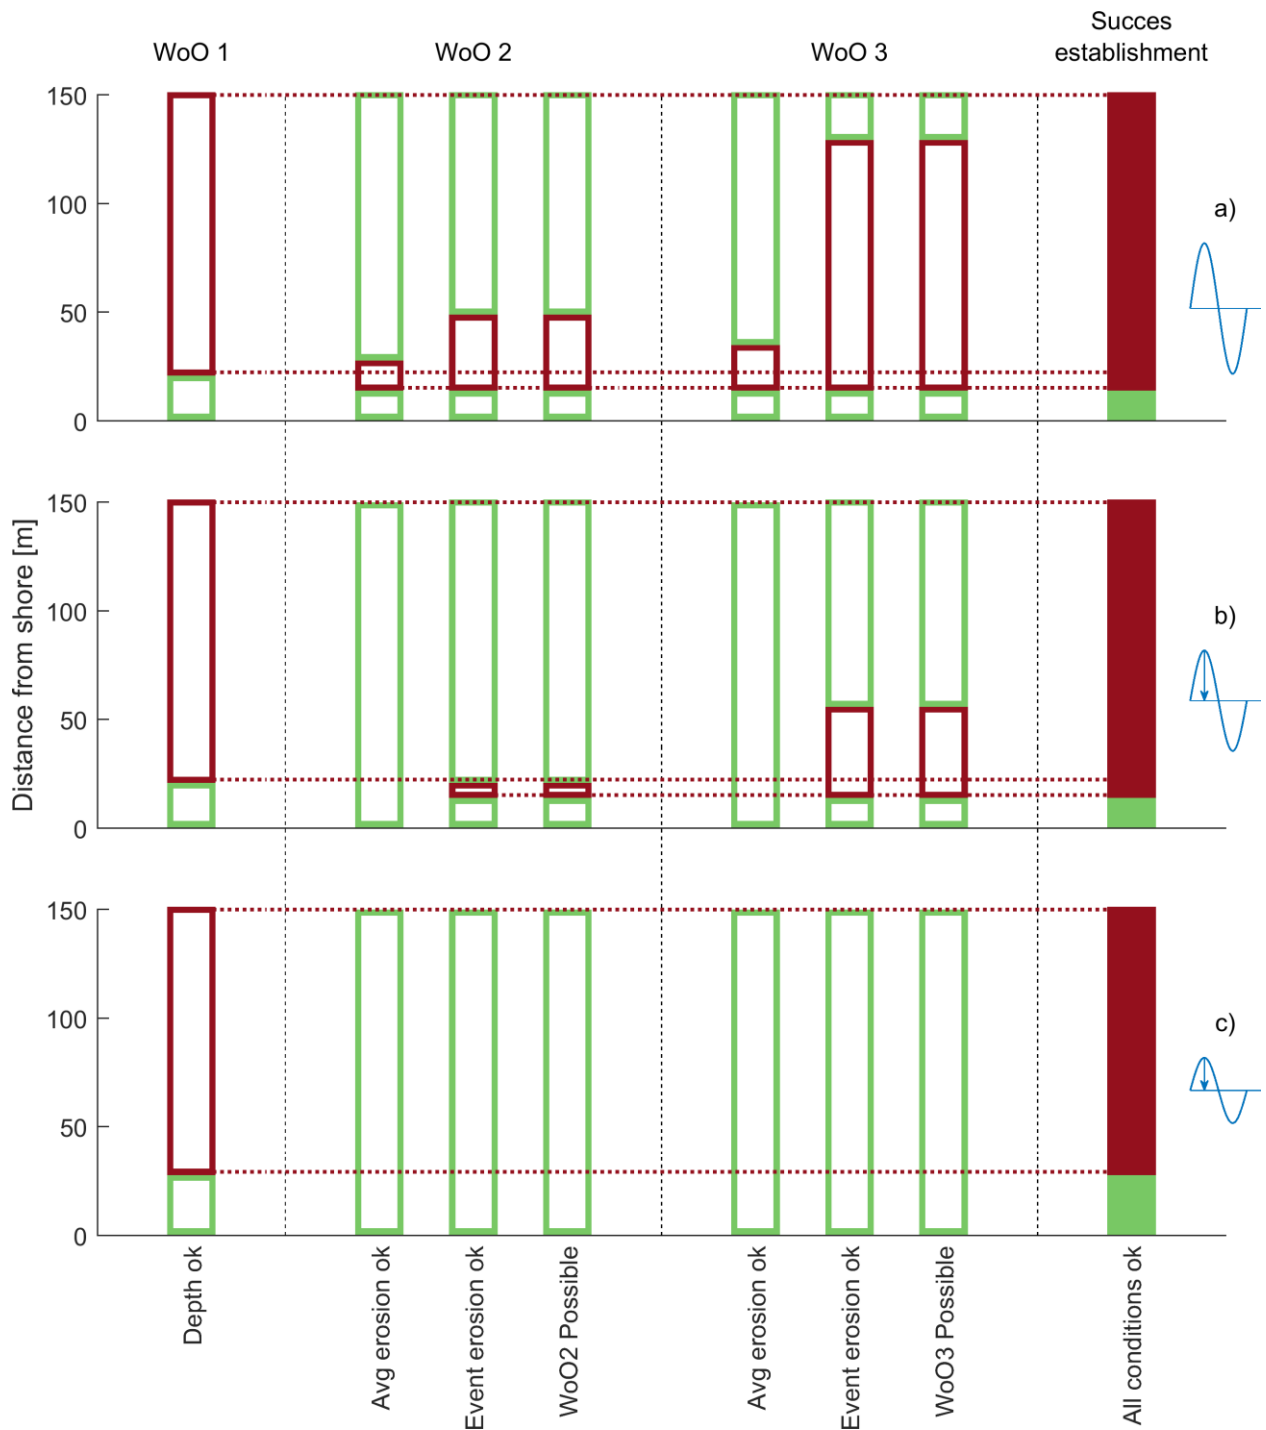 WoO 1
WoO 2
WoO 3
Succes
establishment
150
100
50
0
a)
Distance from shore [m]
150
100
50
0
b)
150
100
50
0
c)
Depth ok
Avg erosion ok
Event erosion ok
WoO2 Possible
Avg erosion ok
Event erosion ok
WoO3 Possible
All conditions ok